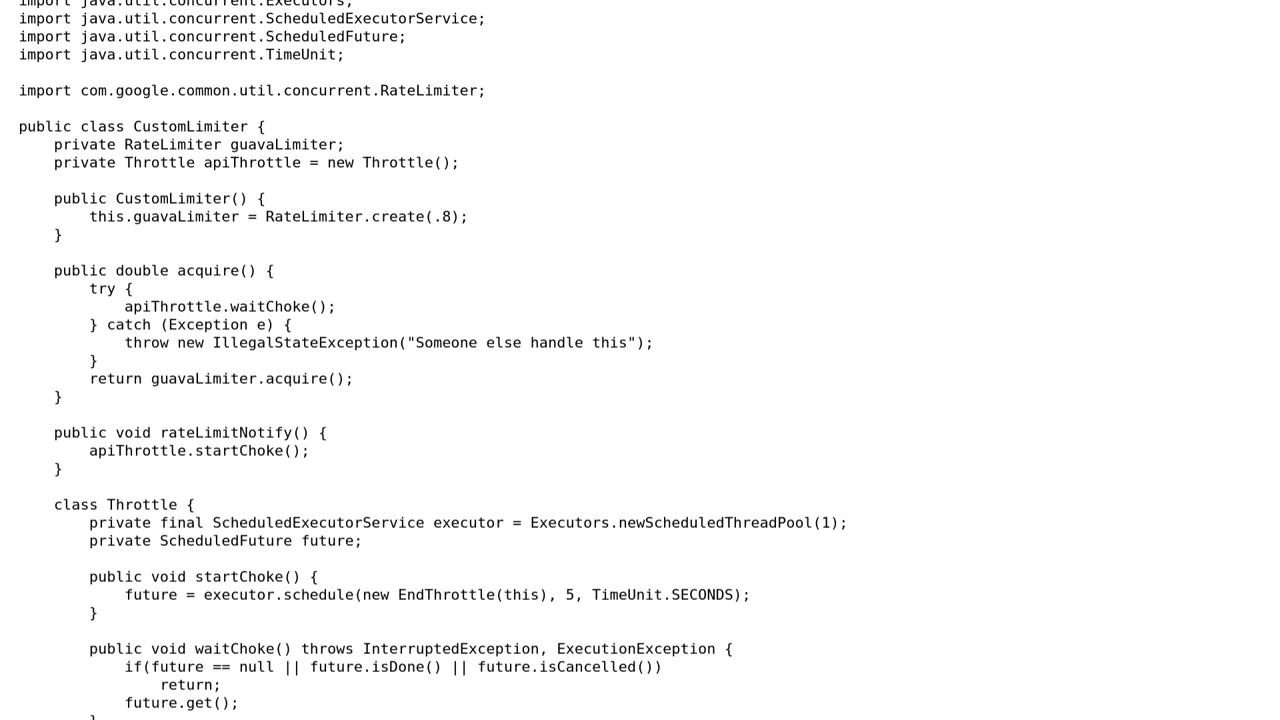 import java.util.concurrent.Executors;
import java.util.concurrent.ScheduledExecutorService;
import java.util.concurrent.ScheduledFuture;
import java.util.concurrent.TimeUnit;

import com.google.common.util.concurrent.RateLimiter;

public class CustomLimiter {
    private RateLimiter guavaLimiter;
    private Throttle apiThrottle = new Throttle();

    public CustomLimiter() {
        this.guavaLimiter = RateLimiter.create(.8);
    }

    public double acquire() {
        try {
            apiThrottle.waitChoke();
        } catch (Exception e) {
            throw new IllegalStateException("Someone else handle this");
        }
        return guavaLimiter.acquire();
    }

    public void rateLimitNotify() {
        apiThrottle.startChoke();
    }

    class Throttle {
        private final ScheduledExecutorService executor = Executors.newScheduledThreadPool(1);
        private ScheduledFuture future;

        public void startChoke() {
            future = executor.schedule(new EndThrottle(this), 5, TimeUnit.SECONDS);
        }

        public void waitChoke() throws InterruptedException, ExecutionException {
            if(future == null || future.isDone() || future.isCancelled())
                return;
            future.get();
        }